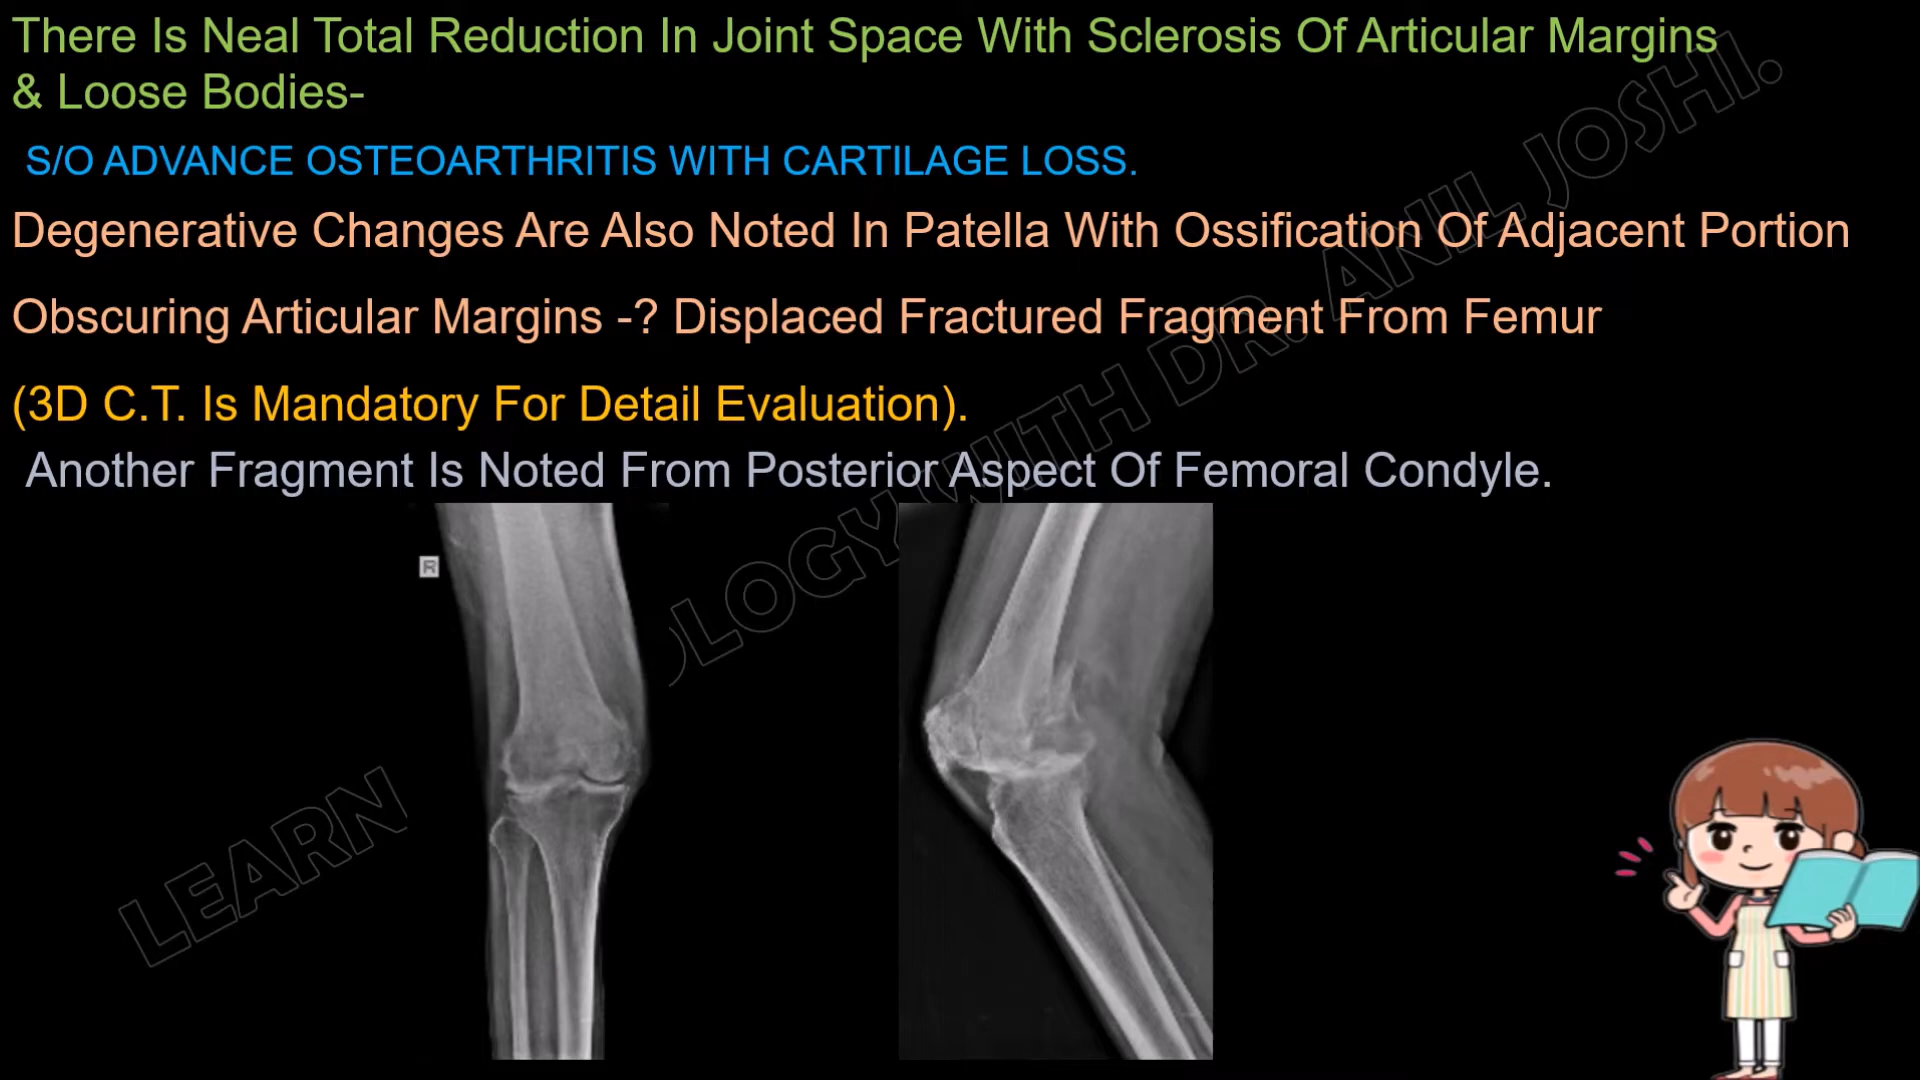 There Is Neal Total Reduction In Joint Space With Sclerosis Of Articular Margins
& Loose Bodies-
S/O ADVANCE OSTEOARTHRITIS WITH CARTILAGE LOSS.
Degenerative Changes Are Also Noted In Patella With Ossification Of Adjacent Portion
Obscuring Articular Margins -? Displaced Fractured Fragment From Femur
(3D C.T. Is Mandatory For Detail Evaluation).
Another Fragment Is Noted From Posterior Aspect Of Femoral Condyle.
R
LEARN OLOGY WITH DR. ANIL JOSHI.